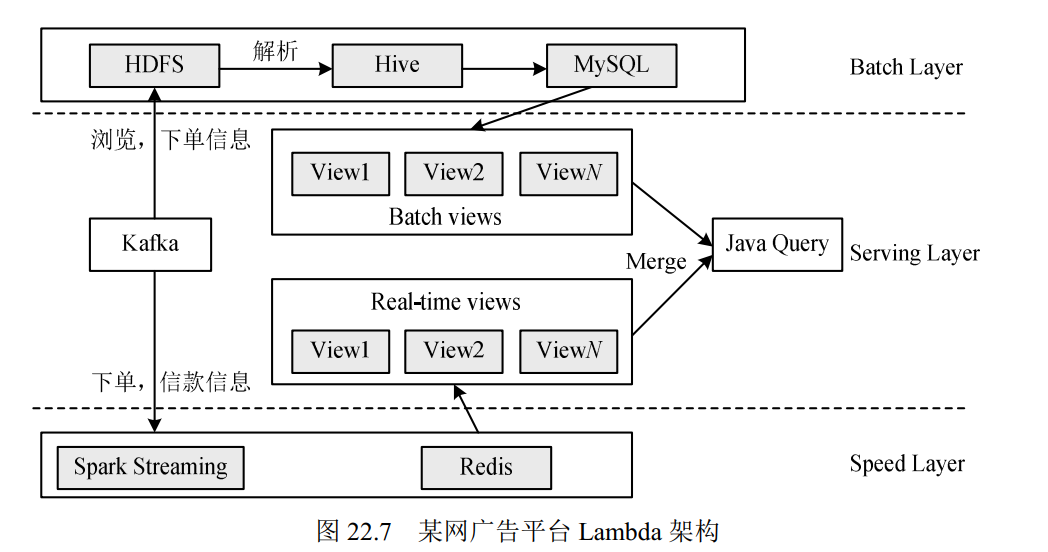 解析
HDFS
Hive
MySQL
Batch Layer
浏览，下单信息
View1
View2
ViewN
Batch views
Kafka
Java Query
Serving Layer
Merge
Real-time views
View1
View2
ViewN
下单，信款信息
Spark Streaming
Redis
Speed Layer
图 22.7 某网广告平台 Lambda 架构